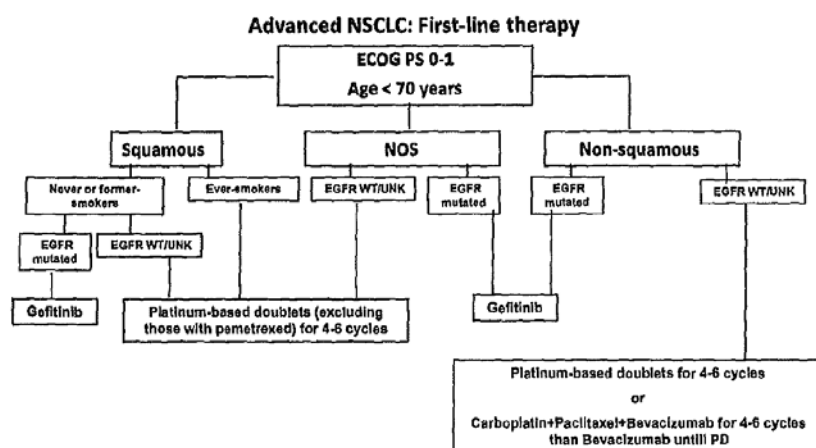 Advanced NSCLC: First-line therapy
ECOG PS 0-1
Age < 70 years
Squamous
NOS
Non-squamous
Never or former-
smokers
Ever-smokers
EGFR WT/UNK
EGFR
mutated
EGFR
mutated
EGFR WT/UNK
EGFR
mutated
EGFR WT/UNK
Gefitinib
Platinum-based doublets (excluding
those with pemetrexed) for 4-6 cycles
Gefitinib
Platinum-based doublets for 4-6 cycles
or
Carboplatin+Paclitaxel+Bevacizumab for 4-6 cycles
than Bevacizumab untill PD